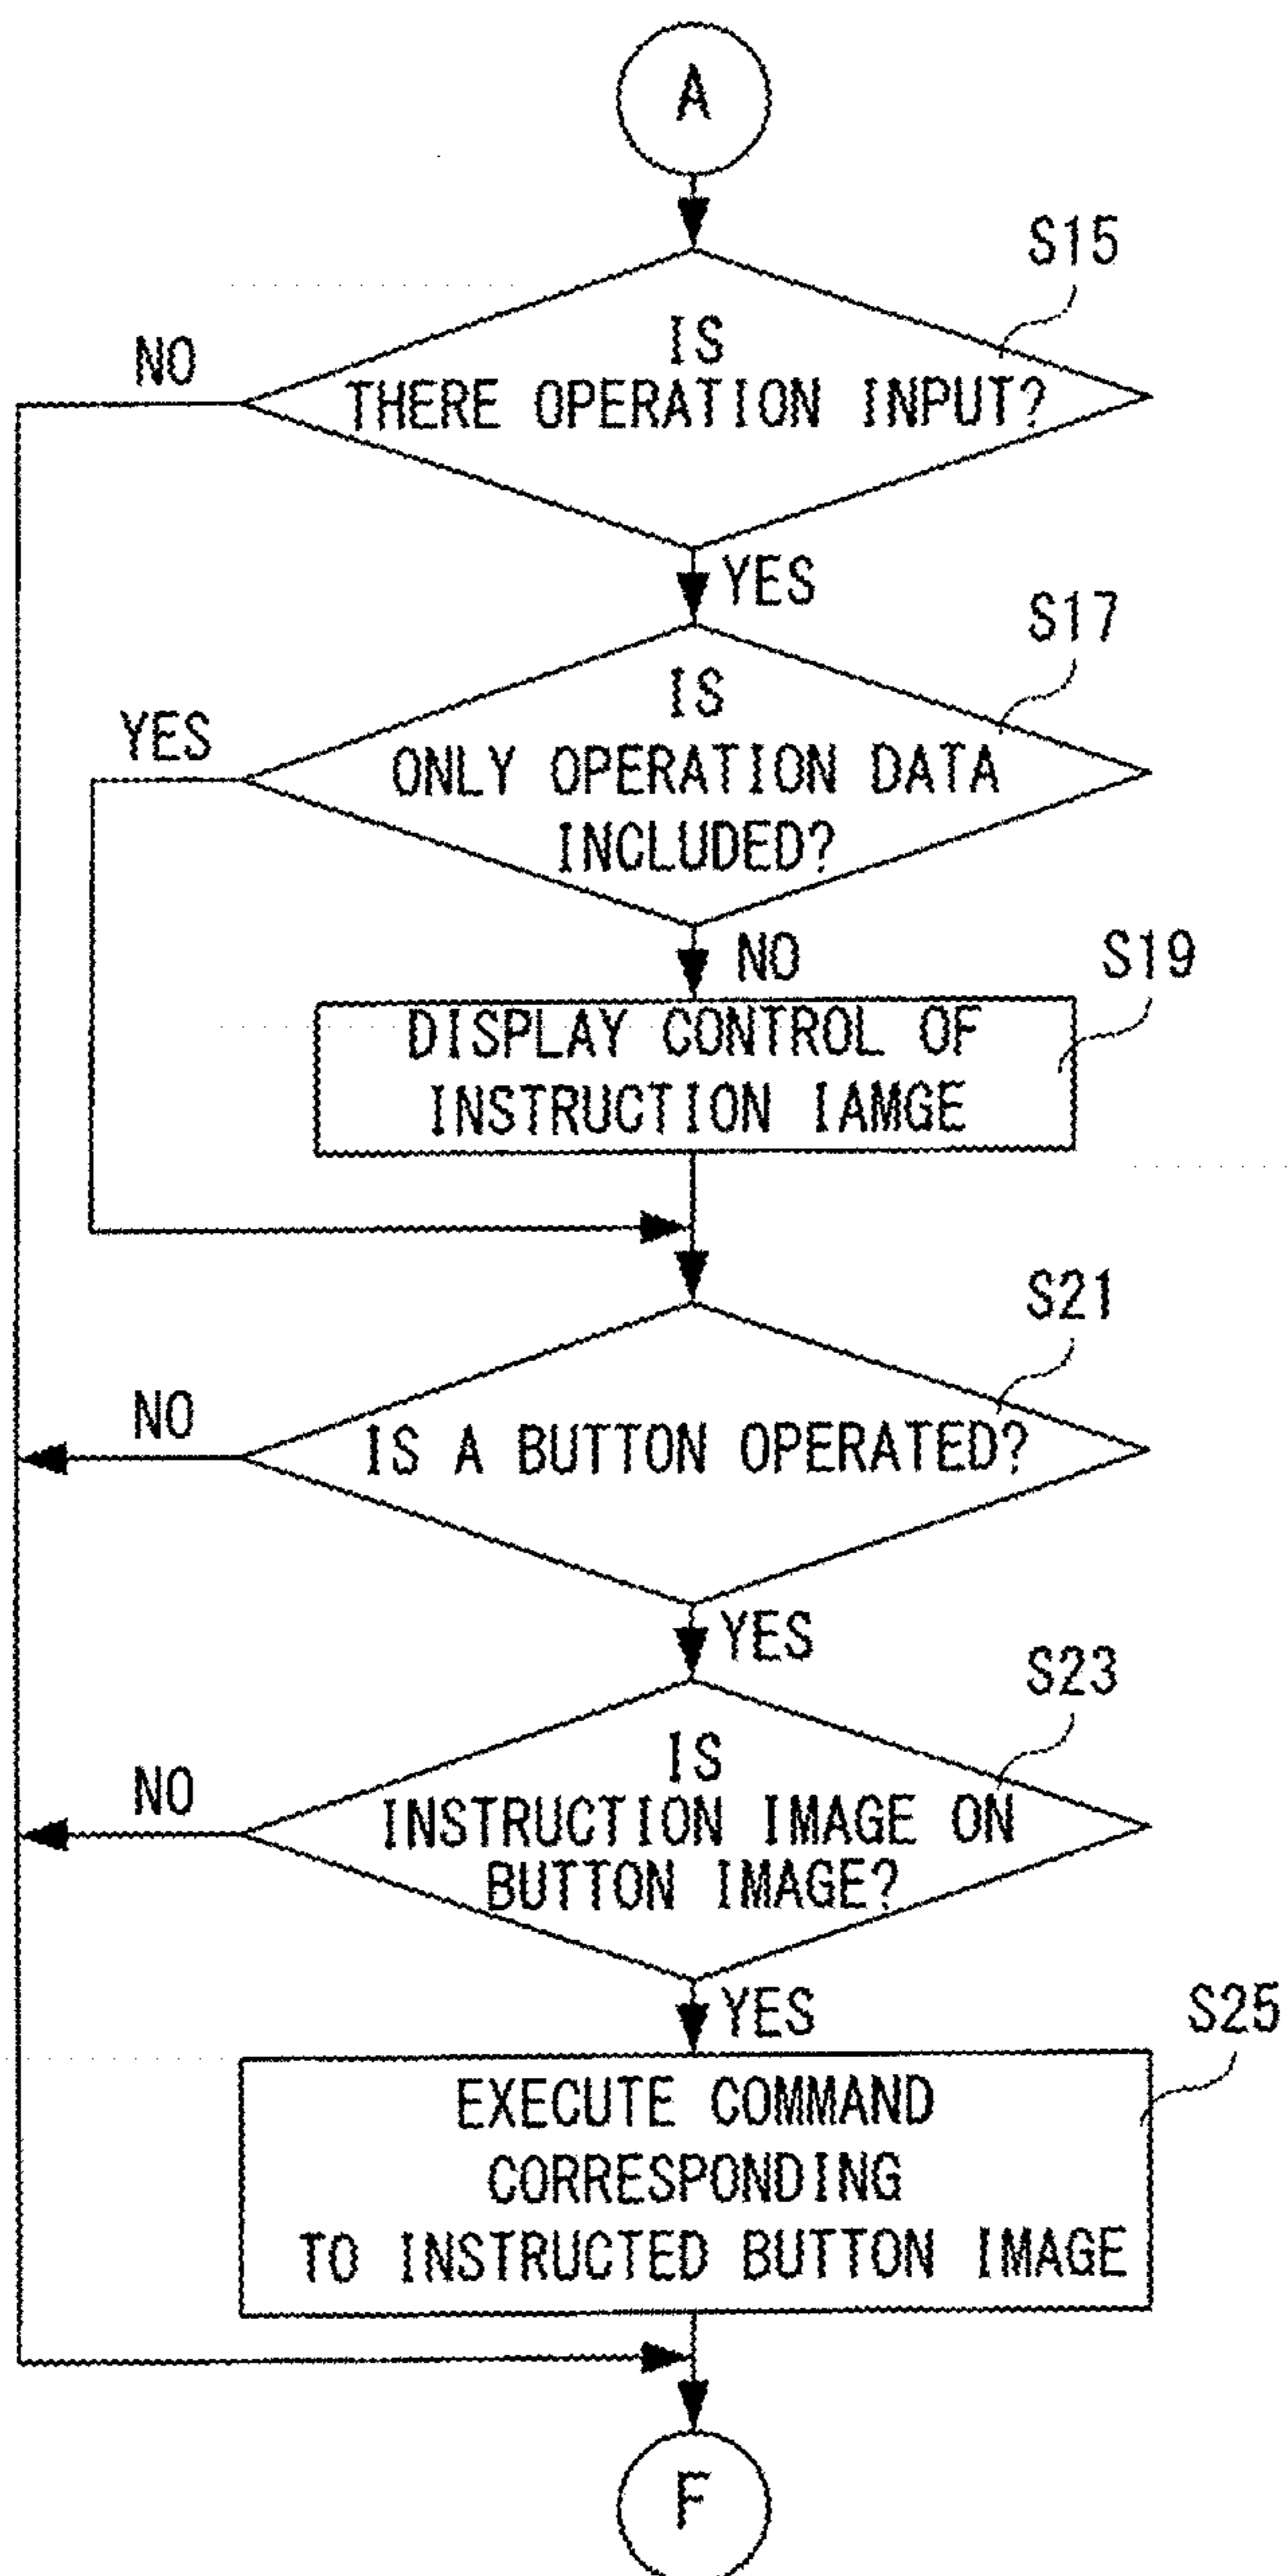 A
S15
IS
THERE OPERATION INPUT?
NO
YES
S17
IS
ONLY OPERATION DATA
INCLUDED?
YES
NO
S19
DISPLAY CONTROL OF
INSTRUCTION IAMGE
S21
IS A BUTTON OPERATED?
NO
YES
S23
IS
INSTRUCTION IMAGE ON
BUTTON IMAGE?
NO
YES
S25
EXECUTE COMMAND
CORRESPONDING
TO INSTRUCTED BUTTON IMAGE
F